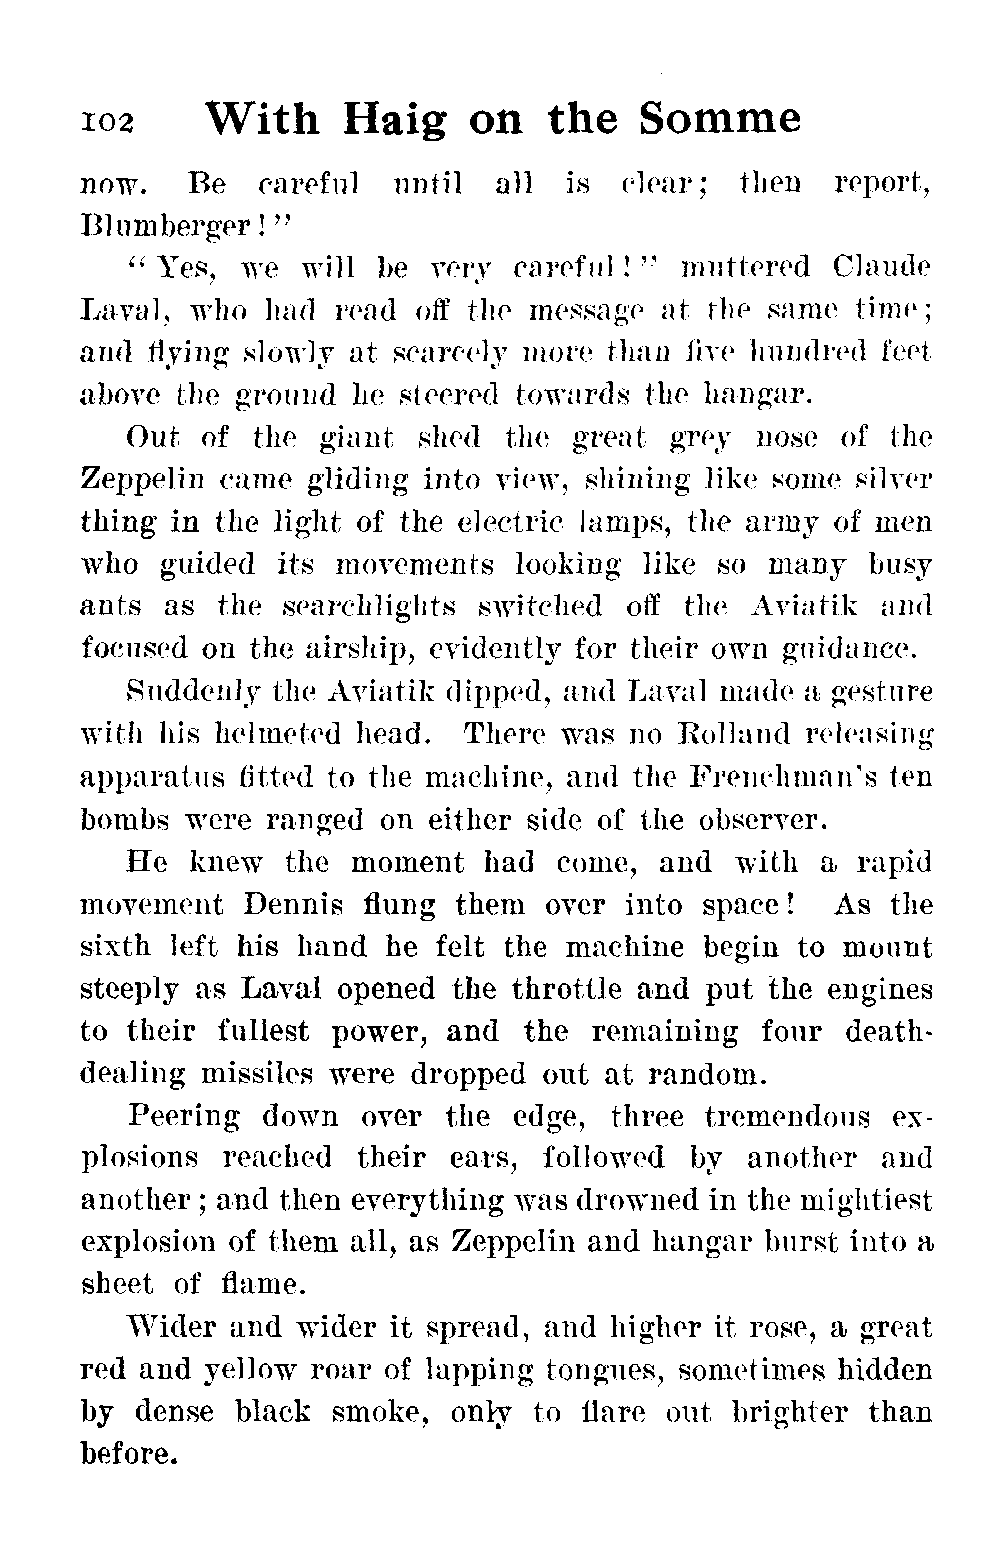 102 With Haig on the Somme
now. Be careful until all is clear; then report,
Blumberger!"
"Yes, we will be very careful!" muttered Claude
Laval, who had read off the message at the same time;
and flying slowly at scarcely more than five hundred feet
above the ground he steered towards the hangar.
Out of the giant shed the great grey nose of the
Zeppelin came gliding into view, shining like some silver
thing in the light of the electric lamps, the army of men
who guided its movements looking like so many busy
ants as the searchlights switched off the Aviatik and
focused on the airship, evidently for their own guidance.
Suddenly the Aviatik dipped, and Laval made a gesture
with his helmeted head. There was no Rolland releasing
apparatus fitted to the machine, and the Frenchman's ten
bombs were ranged on either side of the observer.
He knew the moment had come, and with a rapid
movement Dennis flung them over into space! As the
sixth left his hand he felt the machine begin to mount
steeply as Laval opened the throttle and put the engines
to their fullest power, and the remaining four death-
dealing missiles were dropped out at random.
Peering down over the edge, three tremendous ex-
plosions reached their ears, followed by another and
another; and then everything was drowned in the mightiest
explosion of them all, as Zeppelin and hangar burst into a
sheet of flame.
Wider and wider it spread, and higher it rose, a great
red and yellow roar of lapping tongues, sometimes hidden
by dense black smoke, only to flare out brighter than
before.